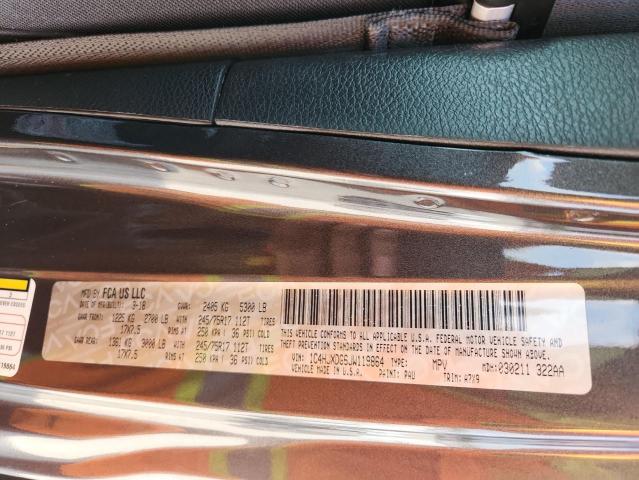 MFD BY FCA US LLC
DATE OF MFR 3-18 GVWR: 2405 KG 5300 LB
GAWR FRONT: 1225 KG 2700 LB WITH 245/75R17 112T TIRES
17X7.5 RIMS AT 250 KPA / 36 PSI COLD
GAWR REAR: 1361 KG 3000 LB WITH 245/75R17 112T TIRES
17X7.5 RIMS AT 250 KPA / 36 PSI COLD
THIS VEHICLE CONFORMS TO ALL APPLICABLE U.S.A. FEDERAL MOTOR VEHICLE SAFETY AND
THEFT PREVENTION STANDARDS IN EFFECT ON THE DATE OF MANUFACTURE SHOWN ABOVE.
VIN: 1C4HJXDG5JW119864 TYPE: MPV MDH: 030211 322AA
VEHICLE MADE IN U.S.A. PAINT: PAU TRIM: A7X9